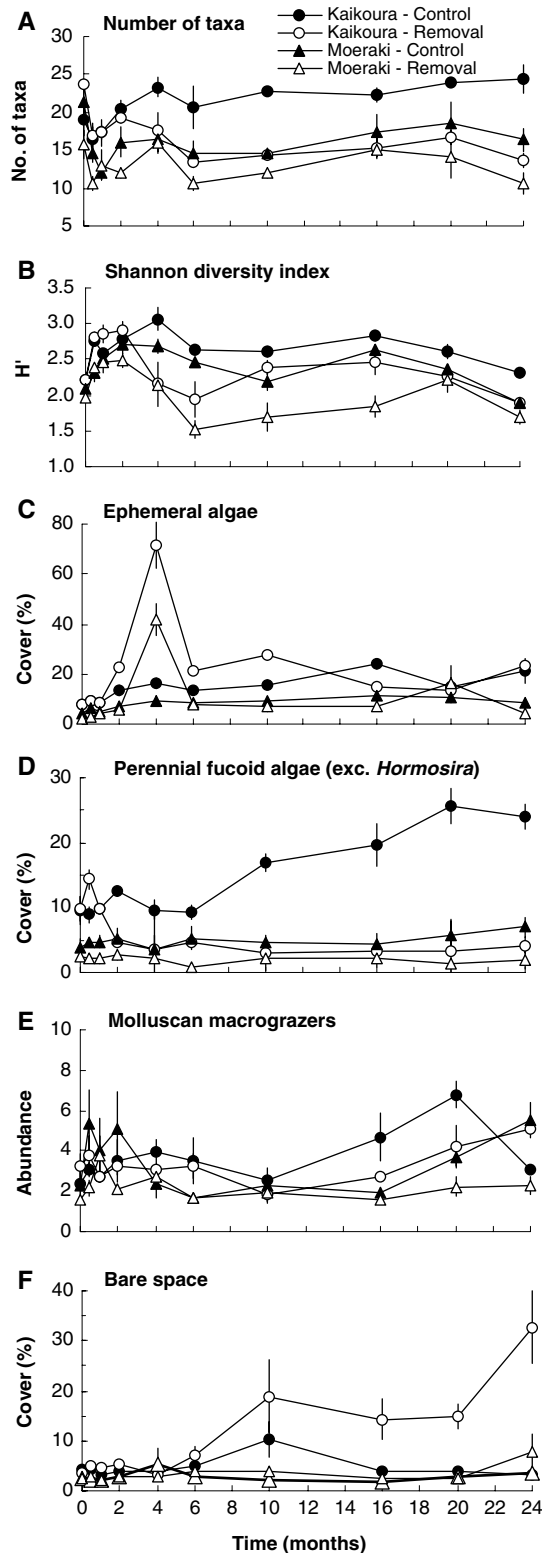 A Number of taxa
Kaikoura - Control
Kaikoura - Removal
Moeraki - Control
Moeraki - Removal
No. of taxa
30
25
20
15
10
5
B Shannon diversity index
H'
3.5
3.0
2.5
2.0
1.5
1.0
C Ephemeral algae
Cover (%)
80
60
40
20
0
D Perennial fucoid algae (exc. Hormosira)
Cover (%)
30
20
10
0
E Molluscan macrograzers
Abundance
10
8
6
4
2
0
F Bare space
Cover (%)
40
30
20
10
0
0 2 4 6 8 10 12 14 16 18 20 22 24
Time (months)